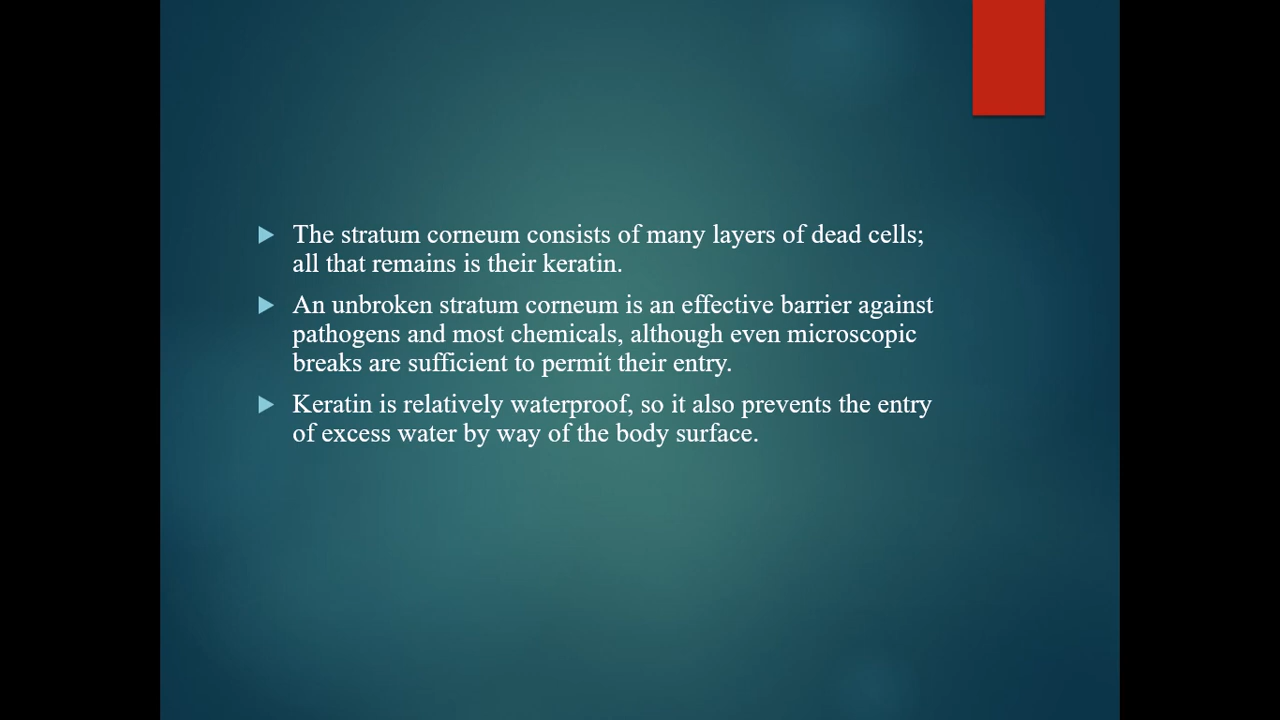 The stratum corneum consists of many layers of dead cells;
all that remains is their keratin.
An unbroken stratum corneum is an effective barrier against
pathogens and most chemicals, although even microscopic
breaks are sufficient to permit their entry.
Keratin is relatively waterproof, so it also prevents the entry
of excess water by way of the body surface.